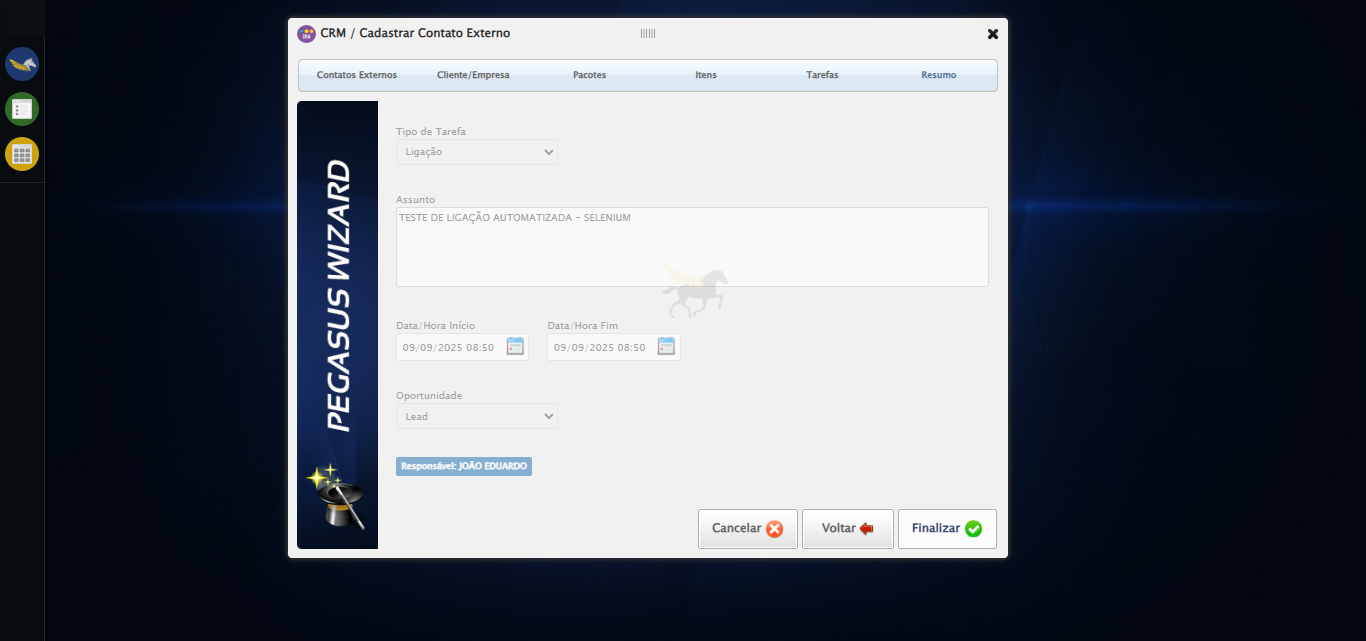 CRM / Cadastrar Contato Externo
Contatos Externos Cliente/Empresa Pacotes Itens Tarefas Resumo
PEGASUS WIZARD
Tipo de Tarefa
Ligação
Assunto
TESTE DE LIGAÇÃO AUTOMATIZADA - SELENIUM
Data/Hora Início Data/Hora Fim
09/09/2025 08:50 09/09/2025 08:50
Oportunidade
Lead
Responsável: JOÃO EDUARDO
Cancelar Voltar Finalizar